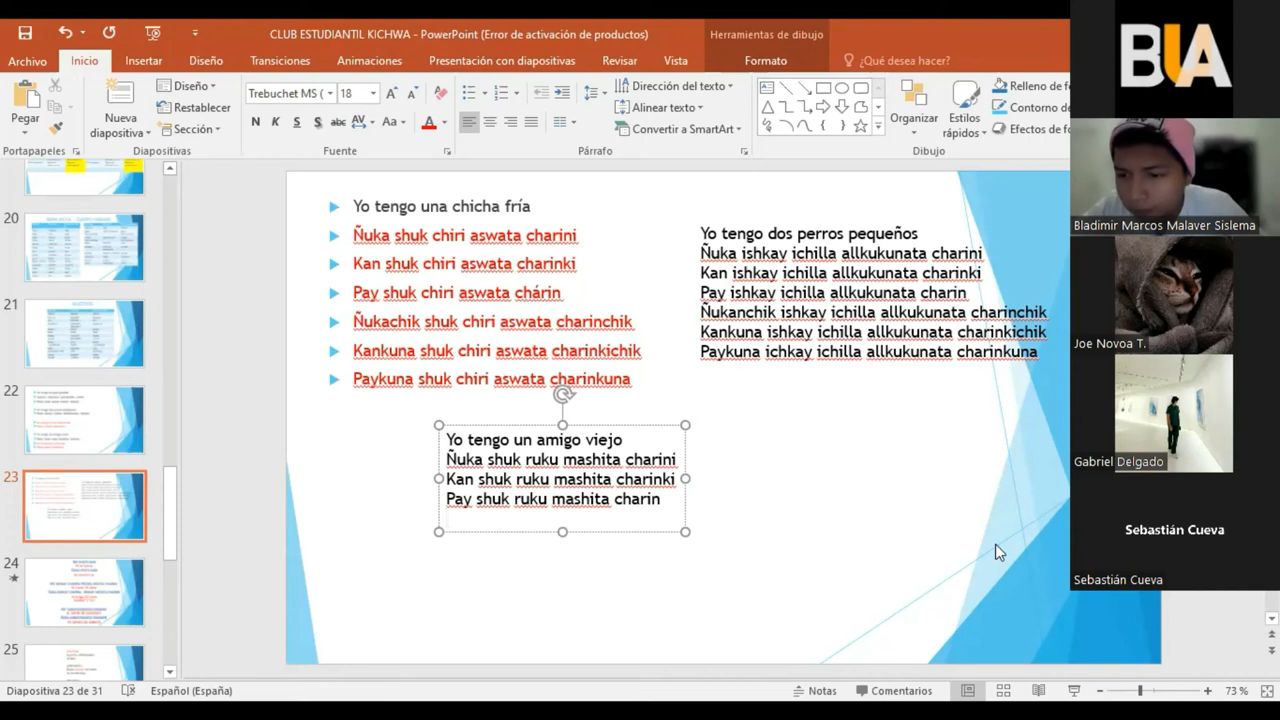 CLUB ESTUDIANTIL KICHWA - PowerPoint (Error de activación de productos)
Herramientas de dibujo
Archivo
Inicio
Insertar
Diseño
Transiciones
Animaciones
Presentación con diapositivas
Revisar
Vista
Formato
¿Qué desea hacer?
Pegar
Nueva diapositiva
Diseño
Restablecer
Sección
Trebuchet MS (
18
N K S S abc AV Aa A
Dirección del texto
Alinear texto
Convertir a SmartArt
Organizar
Estilos rápidos
Relleno de fo
Contorno de
Efectos de fo
Portapapeles
Diapositivas
Fuente
Párrafo
Dibujo
20
21
22
23
24
25
Yo tengo una chicha fría
Ñuka shuk chiri aswata charini
Kan shuk chiri aswata charinki
Pay shuk chiri aswata chárin
Ñukachik shuk chiri aswata charinchik
Kankuna shuk chiri aswata charinkichik
Paykuna shuk chiri aswata charinkuna
Yo tengo dos perros pequeños
Ñuka ishkay ichilla allkukunata charini
Kan ishkay ichilla allkukunata charinki
Pay ishkay ichilla allkukunata charin
Ñukanchik ishkay ichilla allkukunata charinchik
Kankuna ishkay ichilla allkukunata charinkichik
Paykuna ichkay ichilla allkukunata charinkuna
Yo tengo un amigo viejo
Ñuka shuk ruku mashita charini
Kan shuk ruku mashita charinki
Pay shuk ruku mashita charin
BUA
Bladimir Marcos Malaver Sislema
Joe Novoa T.
Gabriel Delgado
Sebastián Cueva
Sebastián Cueva
Diapositiva 23 de 31
Español (España)
Notas
Comentarios
73 %